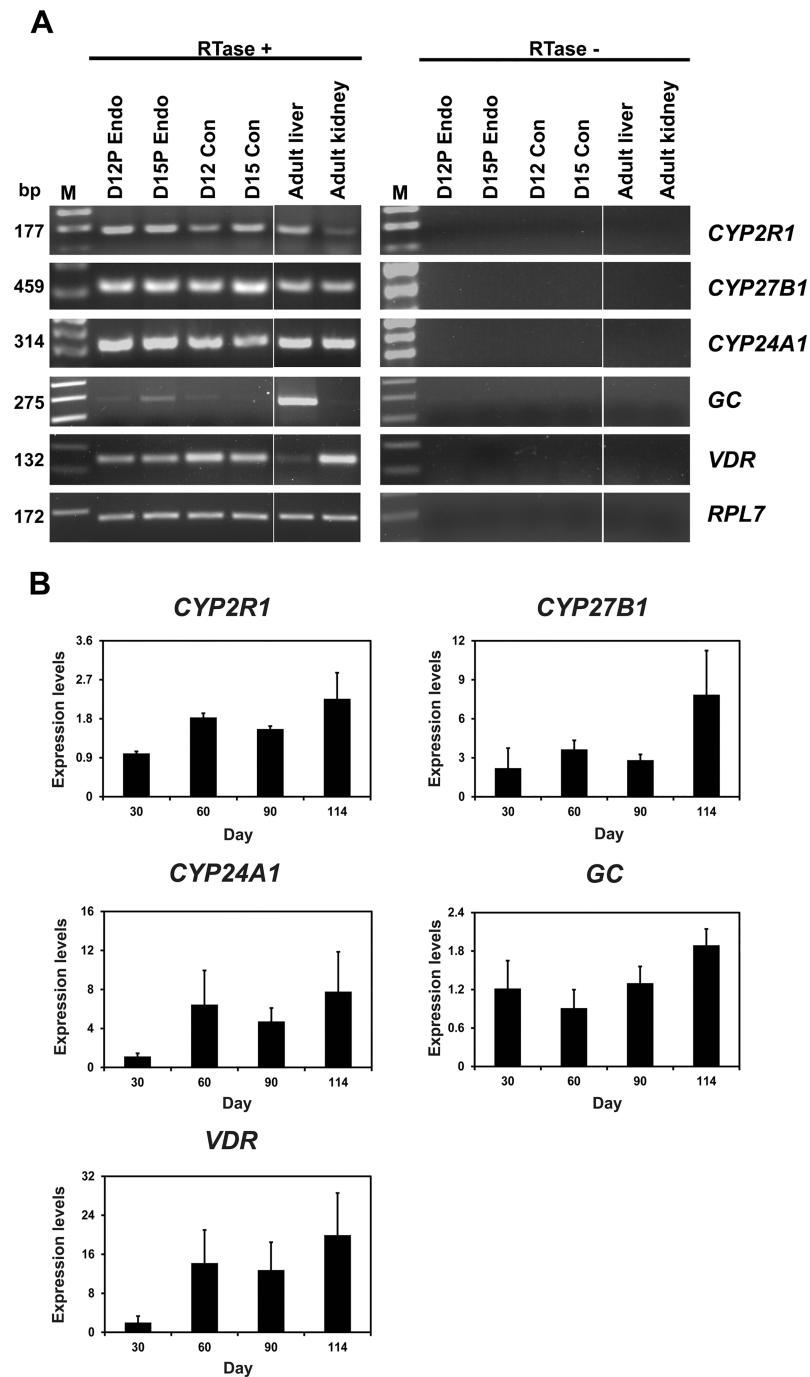 A
RTase + RTase -
bp M D12P Endo D15P Endo D12 Con D15 Con Adult liver Adult kidney M D12P Endo D15P Endo D12 Con D15 Con Adult liver Adult kidney
177 CYP2R1
459 CYP27B1
314 CYP24A1
275 GC
132 VDR
172 RPL7
B
CYP2R1
Expression levels
3.6
2.7
1.8
0.9
0
30 60 90 114
Day
CYP27B1
Expression levels
12
9
6
3
0
30 60 90 114
Day
CYP24A1
Expression levels
16
12
8
4
0
30 60 90 114
Day
GC
Expression levels
2.4
1.8
1.2
0.6
0
30 60 90 114
Day
VDR
Expression levels
32
24
16
8
0
30 60 90 114
Day